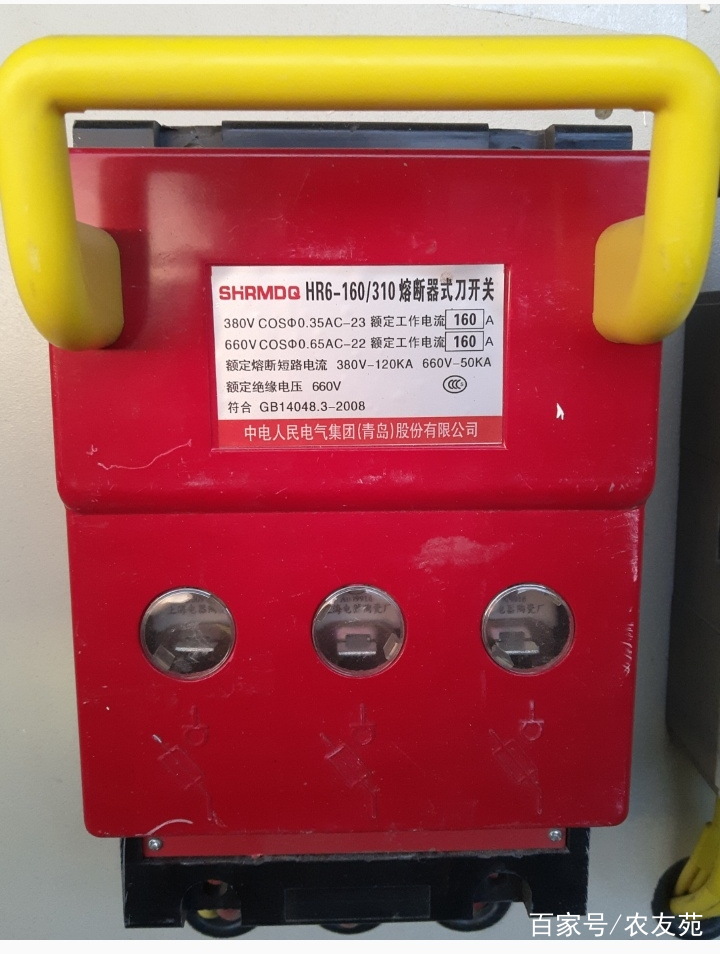 SHRMDQ HR6-160/310 熔断器式刀开关
380V COSΦ0.35AC-23 额定工作电流 160 A
660V COSΦ0.65AC-22 额定工作电流 160 A
额定熔断短路电流 380V-120KA 660V-50KA
额定绝缘电压 660V
CCC
符合 GB14048.3-2008
中电人民电气集团(青岛)股份有限公司
百家号/农友苑